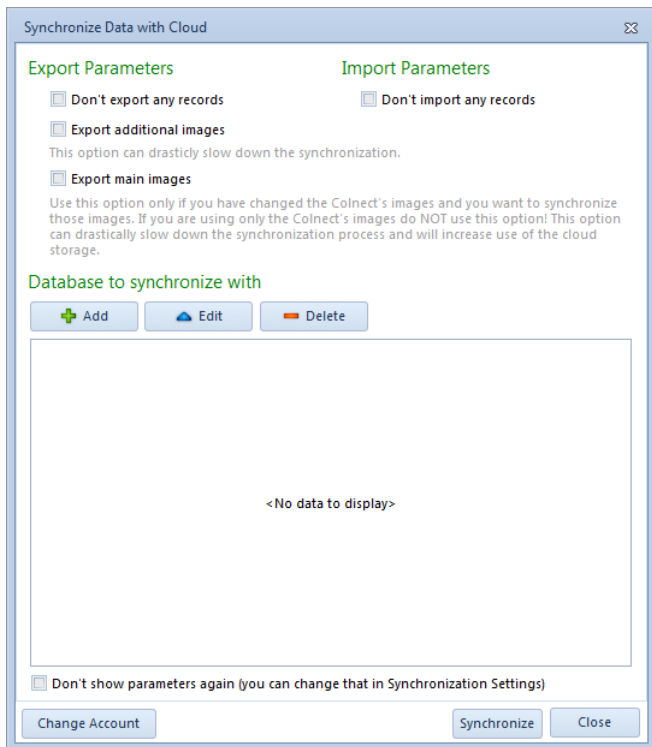 Synchronize Data with Cloud
Export Parameters
Import Parameters
Don't export any records
Don't import any records
Export additional images
This option can drasticly slow down the synchronization.
Export main images
Use this option only if you have changed the Colnect's images and you want to synchronize
those images. If you are using only the Colnect's images do NOT use this option! This option
can drastically slow down the synchronization process and will increase use of the cloud
storage.
Database to synchronize with
Add
Edit
Delete
<No data to display>
Don't show parameters again (you can change that in Synchronization Settings)
Change Account
Synchronize
Close